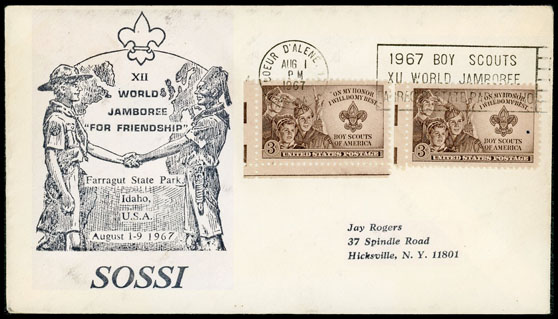 XII
WORLD
JAMBOREE
"FOR FRIENDSHIP"
Farragut State Park
Idaho,
U.S.A.
August 1-9 1967
SOSSI
COEUR D'ALENE
AUG 1
PM
1967
1967 BOY SCOUTS
XII WORLD JAMBOREE
ON MY HONOR
I WILL DO MY BEST
BOY SCOUTS
OF AMERICA
3¢
UNITED STATES POSTAGE
ON MY HONOR
I WILL DO MY BEST
BOY SCOUTS
OF AMERICA
3¢
UNITED STATES POSTAGE
Jay Rogers
37 Spindle Road
Hicksville, N. Y. 11801